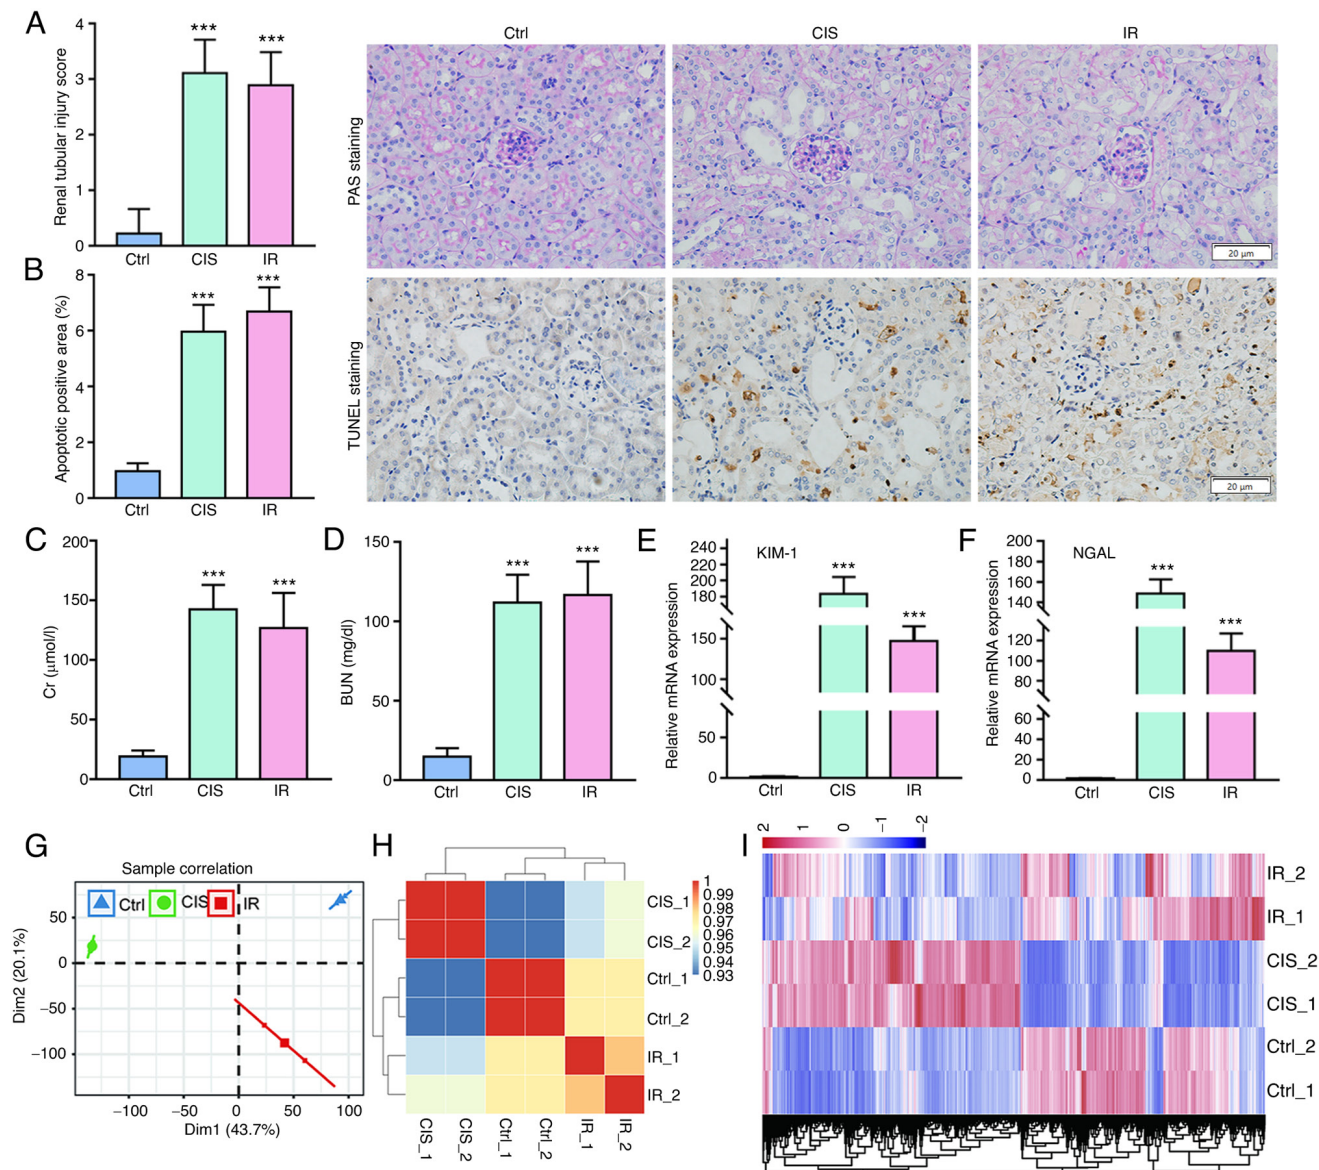 A
Renal tubular injury score
4
3
2
1
0
***
***
Ctrl
CIS
IR
Ctrl
CIS
IR
PAS staining
20 µm
B
Apoptotic positive area (%)
8
6
4
2
0
***
***
Ctrl
CIS
IR
TUNEL staining
20 µm
C
Cr (µmol/l)
200
150
100
50
0
***
***
Ctrl
CIS
IR
D
BUN (mg/dl)
150
100
50
0
***
***
Ctrl
CIS
IR
E
KIM-1
Relative mRNA expression
240
220
200
180
150
100
50
0
***
***
Ctrl
CIS
IR
F
NGAL
Relative mRNA expression
200
180
160
140
120
100
80
60
40
20
0
***
***
Ctrl
CIS
IR
G
Sample correlation
Ctrl
CIS
IR
Dim2 (20.1%)
50
0
−50
−100
−100
−50
0
50
100
Dim1 (43.7%)
H
1
0.99
0.98
0.97
0.96
0.95
0.94
0.93
CIS_1
CIS_2
Ctrl_1
Ctrl_2
IR_1
IR_2
CIS_1
CIS_2
Ctrl_1
Ctrl_2
IR_1
IR_2
I
2
1
0
−1
−2
IR_2
IR_1
CIS_2
CIS_1
Ctrl_2
Ctrl_1